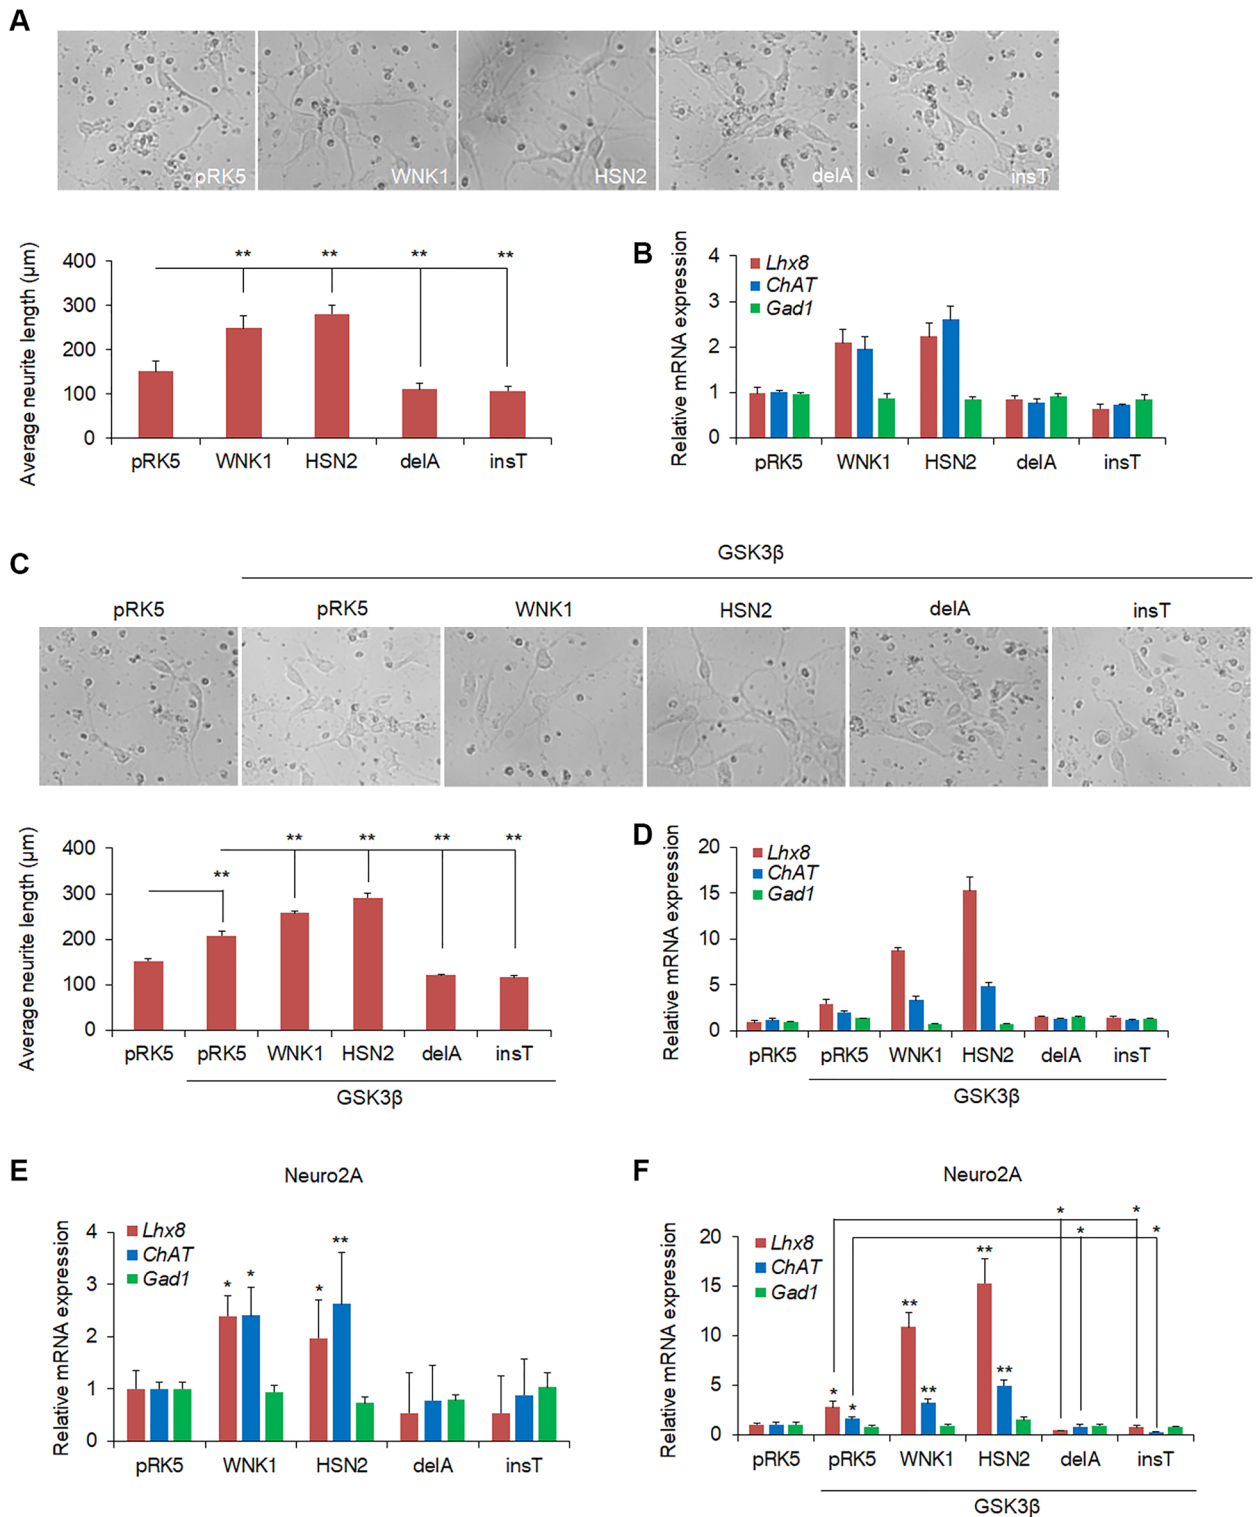 A
pRK5 WNK1 HSN2 delA insT
Average neurite length (μm)
400
300
200
100
0
** ** ** **
pRK5 WNK1 HSN2 delA insT
B
Relative mRNA expression
4
3
2
1
0
Lhx8
ChAT
Gad1
pRK5 WNK1 HSN2 delA insT
C
GSK3β
pRK5 pRK5 WNK1 HSN2 delA insT
Average neurite length (μm)
400
300
200
100
0
** ** ** ** **
pRK5 pRK5 WNK1 HSN2 delA insT
GSK3β
D
Relative mRNA expression
20
15
10
5
0
Lhx8
ChAT
Gad1
pRK5 pRK5 WNK1 HSN2 delA insT
GSK3β
E
Neuro2A
Relative mRNA expression
4
3
2
1
0
Lhx8
ChAT
Gad1
* * * **
pRK5 WNK1 HSN2 delA insT
F
Neuro2A
Relative mRNA expression
20
15
10
5
0
Lhx8
ChAT
Gad1
* *
* *
* * ** ** ** **
pRK5 pRK5 WNK1 HSN2 delA insT
GSK3β